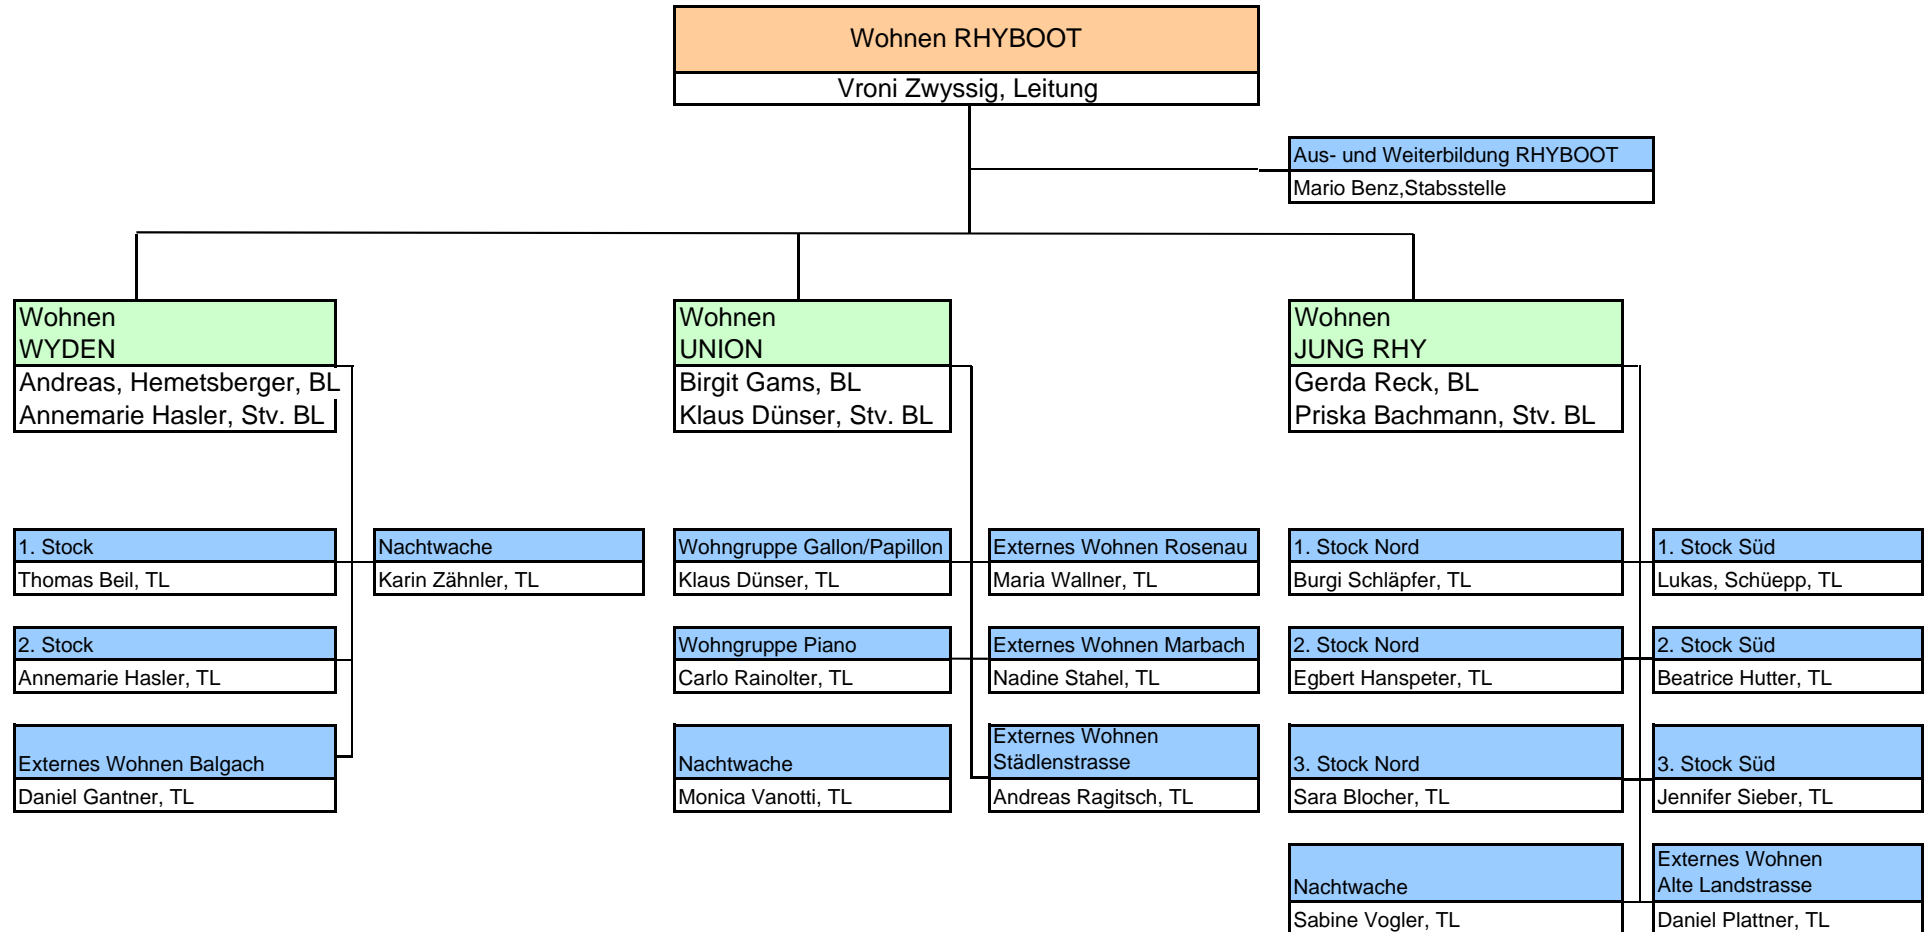 Wohnen RHYBOOT
Vroni Zwyssig, Leitung
Aus- und Weiterbildung RHYBOOT
Mario Benz,Stabsstelle
Wohnen
WYDEN
Andreas, Hemetsberger, BL
Annemarie Hasler, Stv. BL
Wohnen
UNION
Birgit Gams, BL
Klaus Dünser, Stv. BL
Wohnen
JUNG RHY
Gerda Reck, BL
Priska Bachmann, Stv. BL
1. Stock
Thomas Beil, TL
Nachtwache
Karin Zähnler, TL
2. Stock
Annemarie Hasler, TL
Externes Wohnen Balgach
Daniel Gantner, TL
Wohngruppe Gallon/Papillon
Klaus Dünser, TL
Externes Wohnen Rosenau
Maria Wallner, TL
Wohngruppe Piano
Carlo Rainolter, TL
Externes Wohnen Marbach
Nadine Stahel, TL
Nachtwache
Monica Vanotti, TL
Externes Wohnen
Städlenstrasse
Andreas Ragitsch, TL
1. Stock Nord
Burgi Schläpfer, TL
1. Stock Süd
Lukas, Schüepp, TL
2. Stock Nord
Egbert Hanspeter, TL
2. Stock Süd
Beatrice Hutter, TL
3. Stock Nord
Sara Blocher, TL
3. Stock Süd
Jennifer Sieber, TL
Nachtwache
Sabine Vogler, TL
Externes Wohnen
Alte Landstrasse
Daniel Plattner, TL